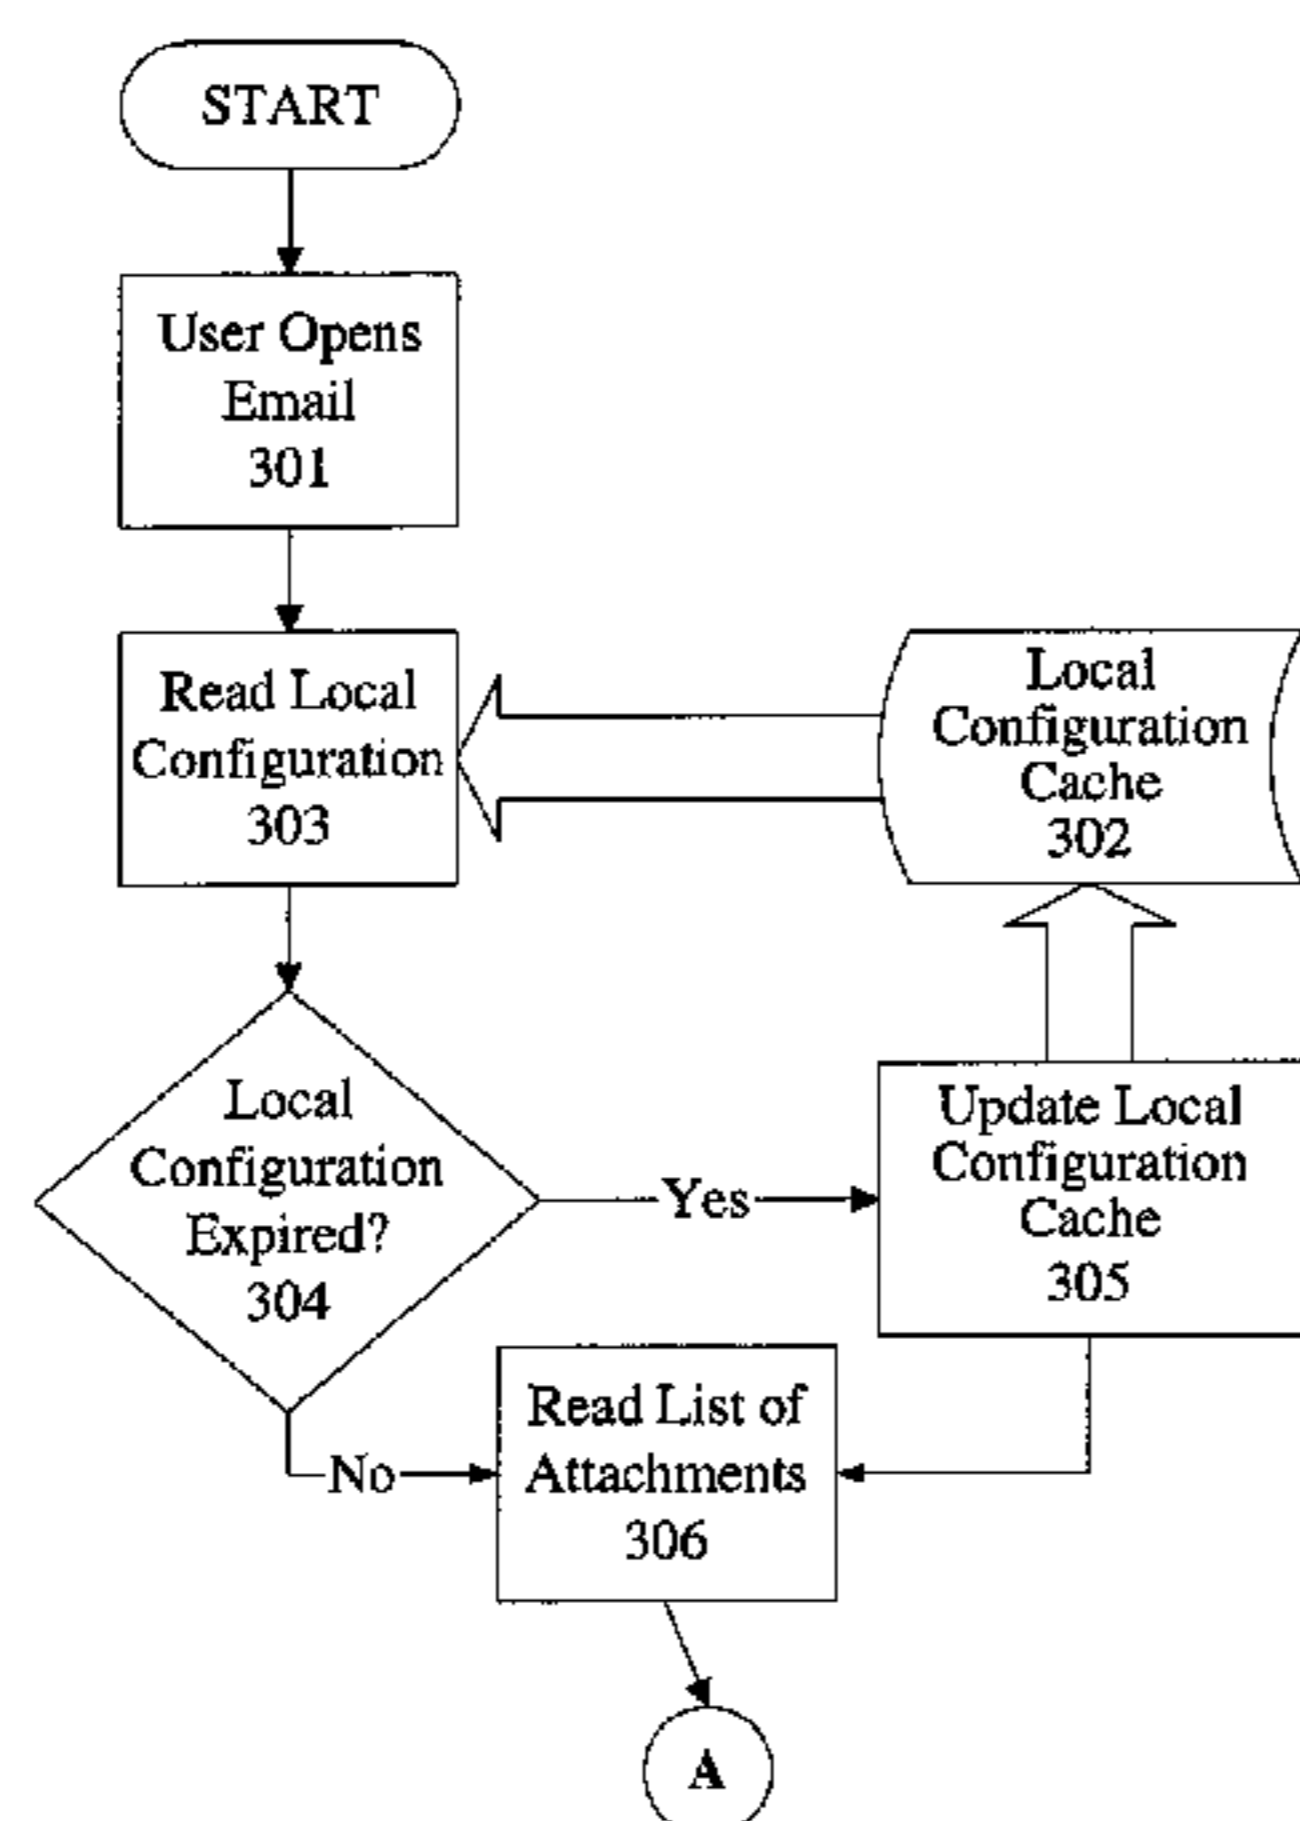 START
User Opens
Email
301
Read Local
Configuration
303
Local
Configuration
Cache
302
Local
Configuration
Expired?
304
Yes
Update Local
Configuration
Cache
305
No
Read List of
Attachments
306
A